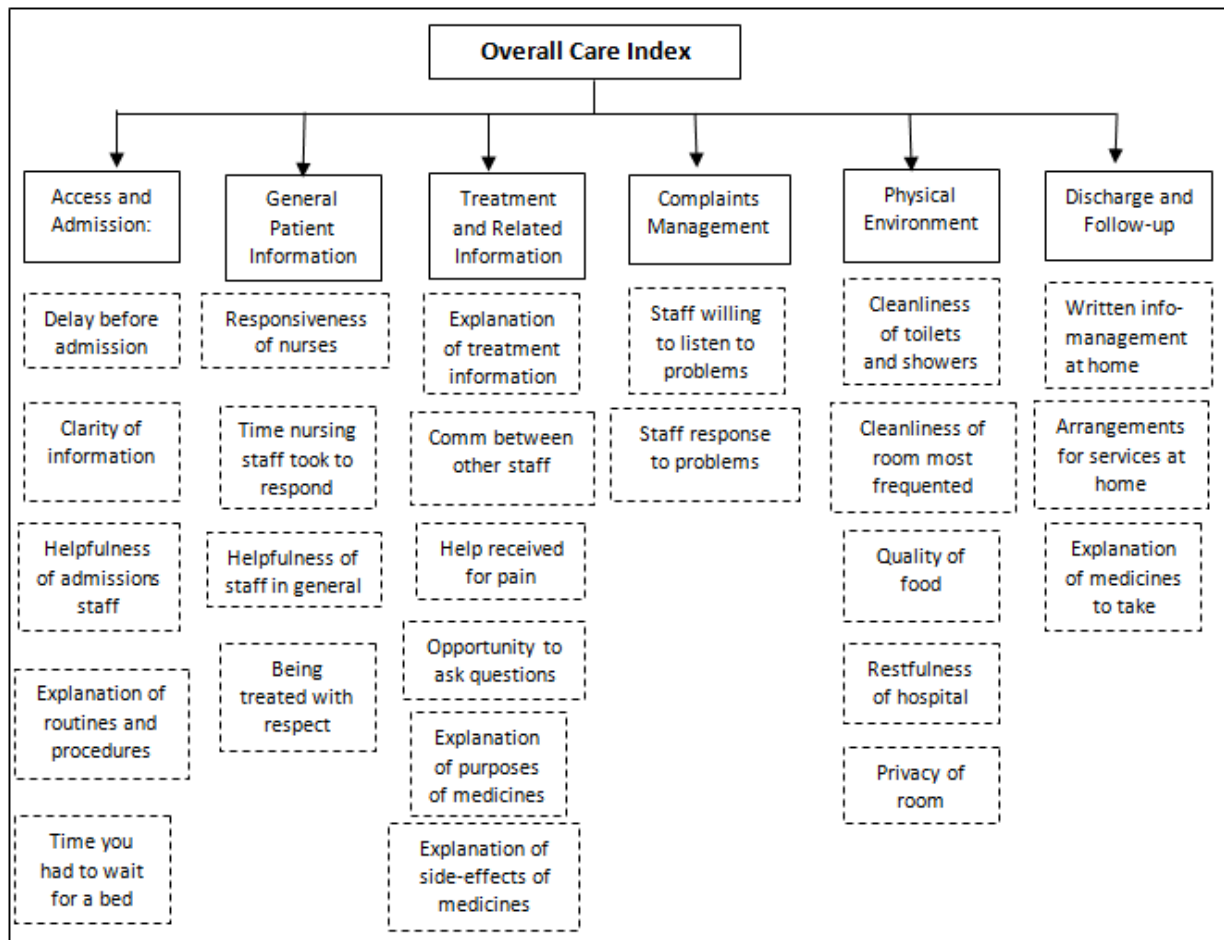 Overall Care Index
Access and
Admission:
General
Patient
Information
Treatment
and Related
Information
Complaints
Management
Physical
Environment
Discharge and
Follow-up
Delay before
admission
Clarity of
information
Helpfulness
of admissions
staff
Explanation of
routines and
procedures
Time you
had to wait
for a bed
Responsiveness
of nurses
Time nursing
staff took to
respond
Helpfulness of
staff in general
Being
treated with
respect
Explanation
of treatment
information
Comm between
other staff
Help received
for pain
Opportunity to
ask questions
Explanation
of purposes
of medicines
Explanation of
side-effects of
medicines
Staff willing
to listen to
problems
Staff response
to problems
Cleanliness
of toilets
and showers
Cleanliness of
room most
frequented
Quality of
food
Restfulness
of hospital
Privacy of
room
Written info-
management
at home
Arrangements
for services at
home
Explanation
of medicines
to take